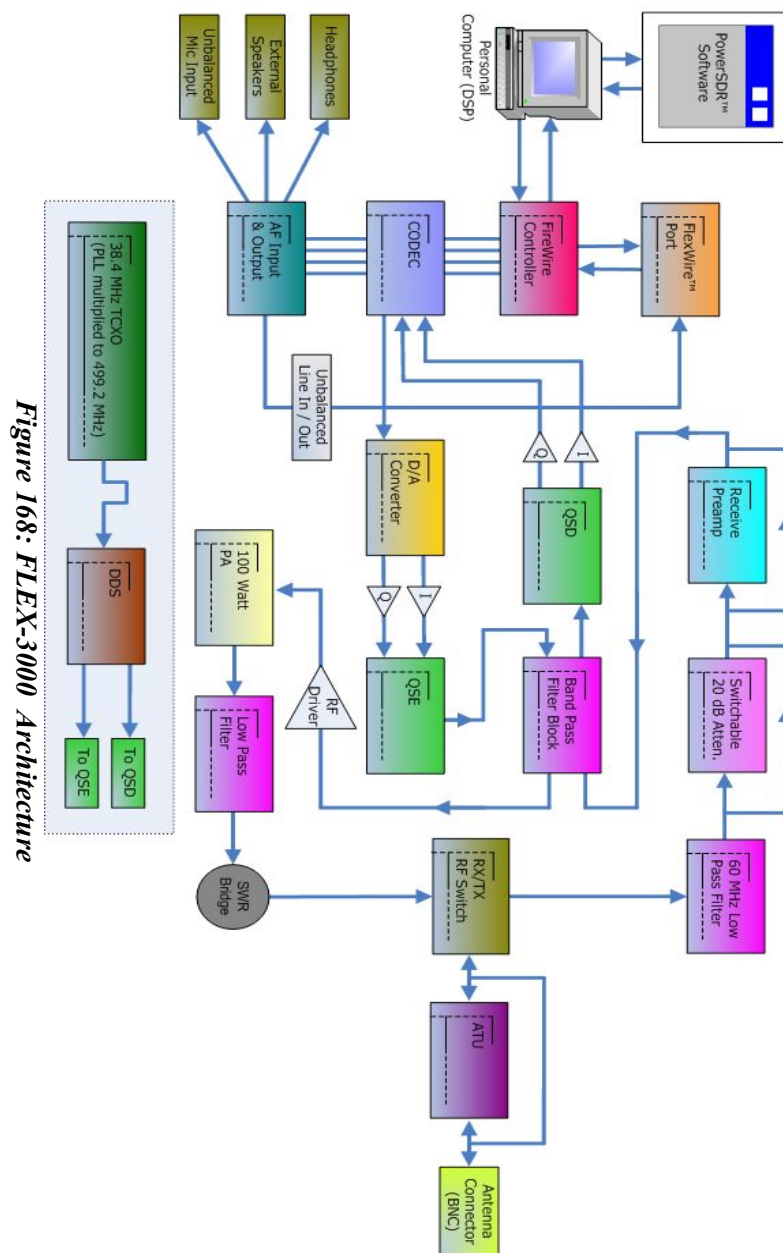 PowerSDR™
Software
Personal
Computer (DSP)
FlexWire™
Port
FireWire
Controller
CODEC
AF Input
& Output
Headphones
External
Speakers
Unbalanced
Mic Input
Unbalanced
Line In / Out
Receive
Preamp
Switchable
20 dB Atten.
60 MHz Low
Pass Filter
I
Q
QSD
Band Pass
Filter Block
D/A
Converter
I
Q
QSE
RF
Driver
100 Watt
PA
Low Pass
Filter
SWR
Bridge
RX/TX
RF Switch
ATU
Antenna
Connector
(BNC)
38.4 MHz TCXO
(PLL multiplied to 499.2 MHz)
DDS
To QSD
To QSE
Figure 168: FLEX-3000 Architecture